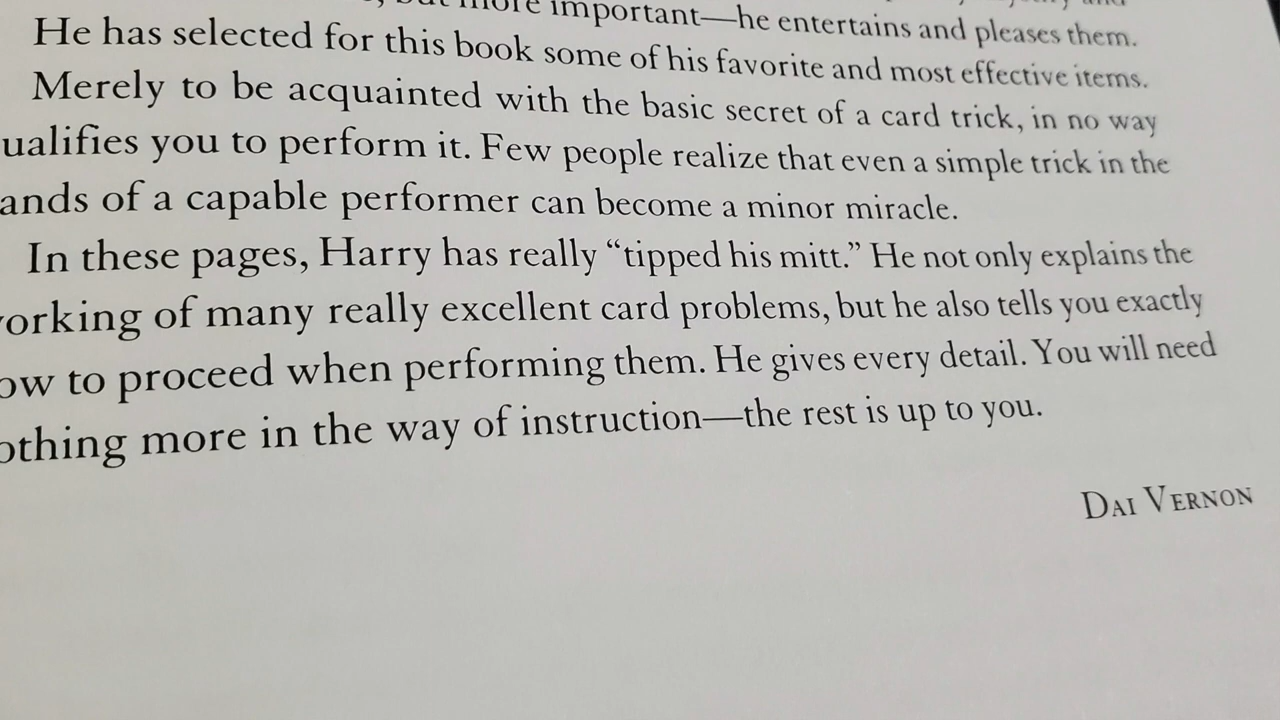 but more important—he entertains and pleases them.
He has selected for this book some of his favorite and most effective items.
Merely to be acquainted with the basic secret of a card trick, in no way
ualifies you to perform it. Few people realize that even a simple trick in the
ands of a capable performer can become a minor miracle.
In these pages, Harry has really “tipped his mitt.” He not only explains the
orking of many really excellent card problems, but he also tells you exactly
ow to proceed when performing them. He gives every detail. You will need
othing more in the way of instruction—the rest is up to you.
DAI VERNON